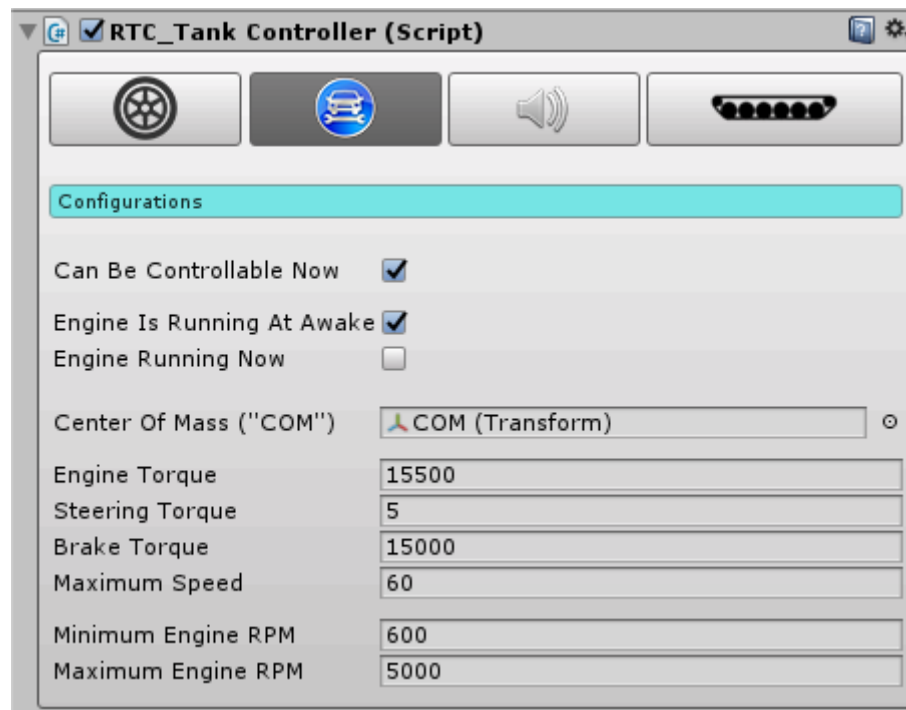 RTC_Tank Controller (Script)
Configurations
Can Be Controllable Now
Engine Is Running At Awake
Engine Running Now
Center Of Mass ("COM") COM (Transform)
Engine Torque 15500
Steering Torque 5
Brake Torque 15000
Maximum Speed 60
Minimum Engine RPM 600
Maximum Engine RPM 5000